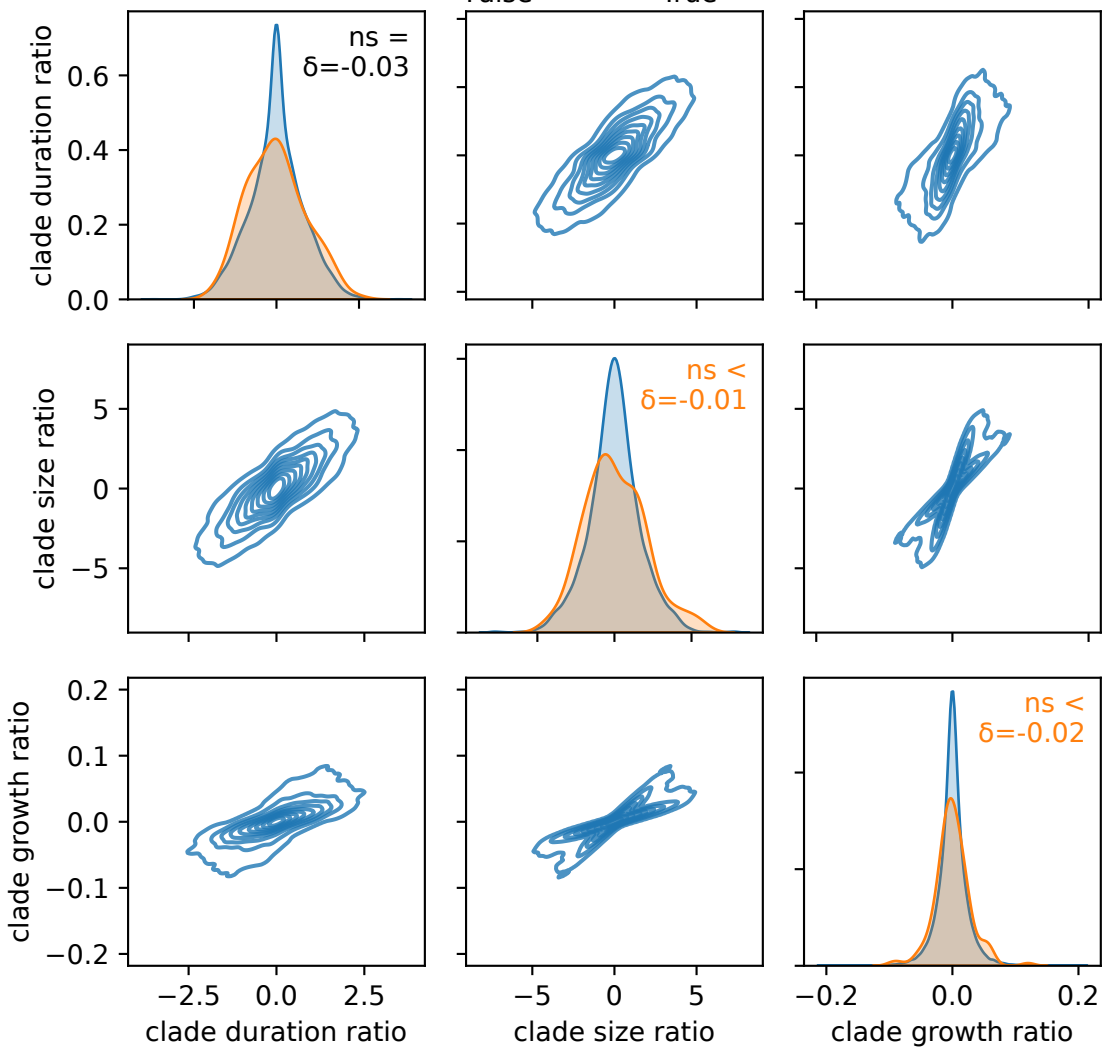 True
ns =
δ=-0.03
clade duration ratio
0.6
0.4
0.2
0.0
ns <
δ=-0.01
clade size ratio
5
0
−5
ns <
δ=-0.02
clade growth ratio
0.2
0.1
0.0
−0.1
−0.2
−2.5 0.0 2.5
−5 0 5
−0.2 0.0 0.2
clade duration ratio
clade size ratio
clade growth ratio